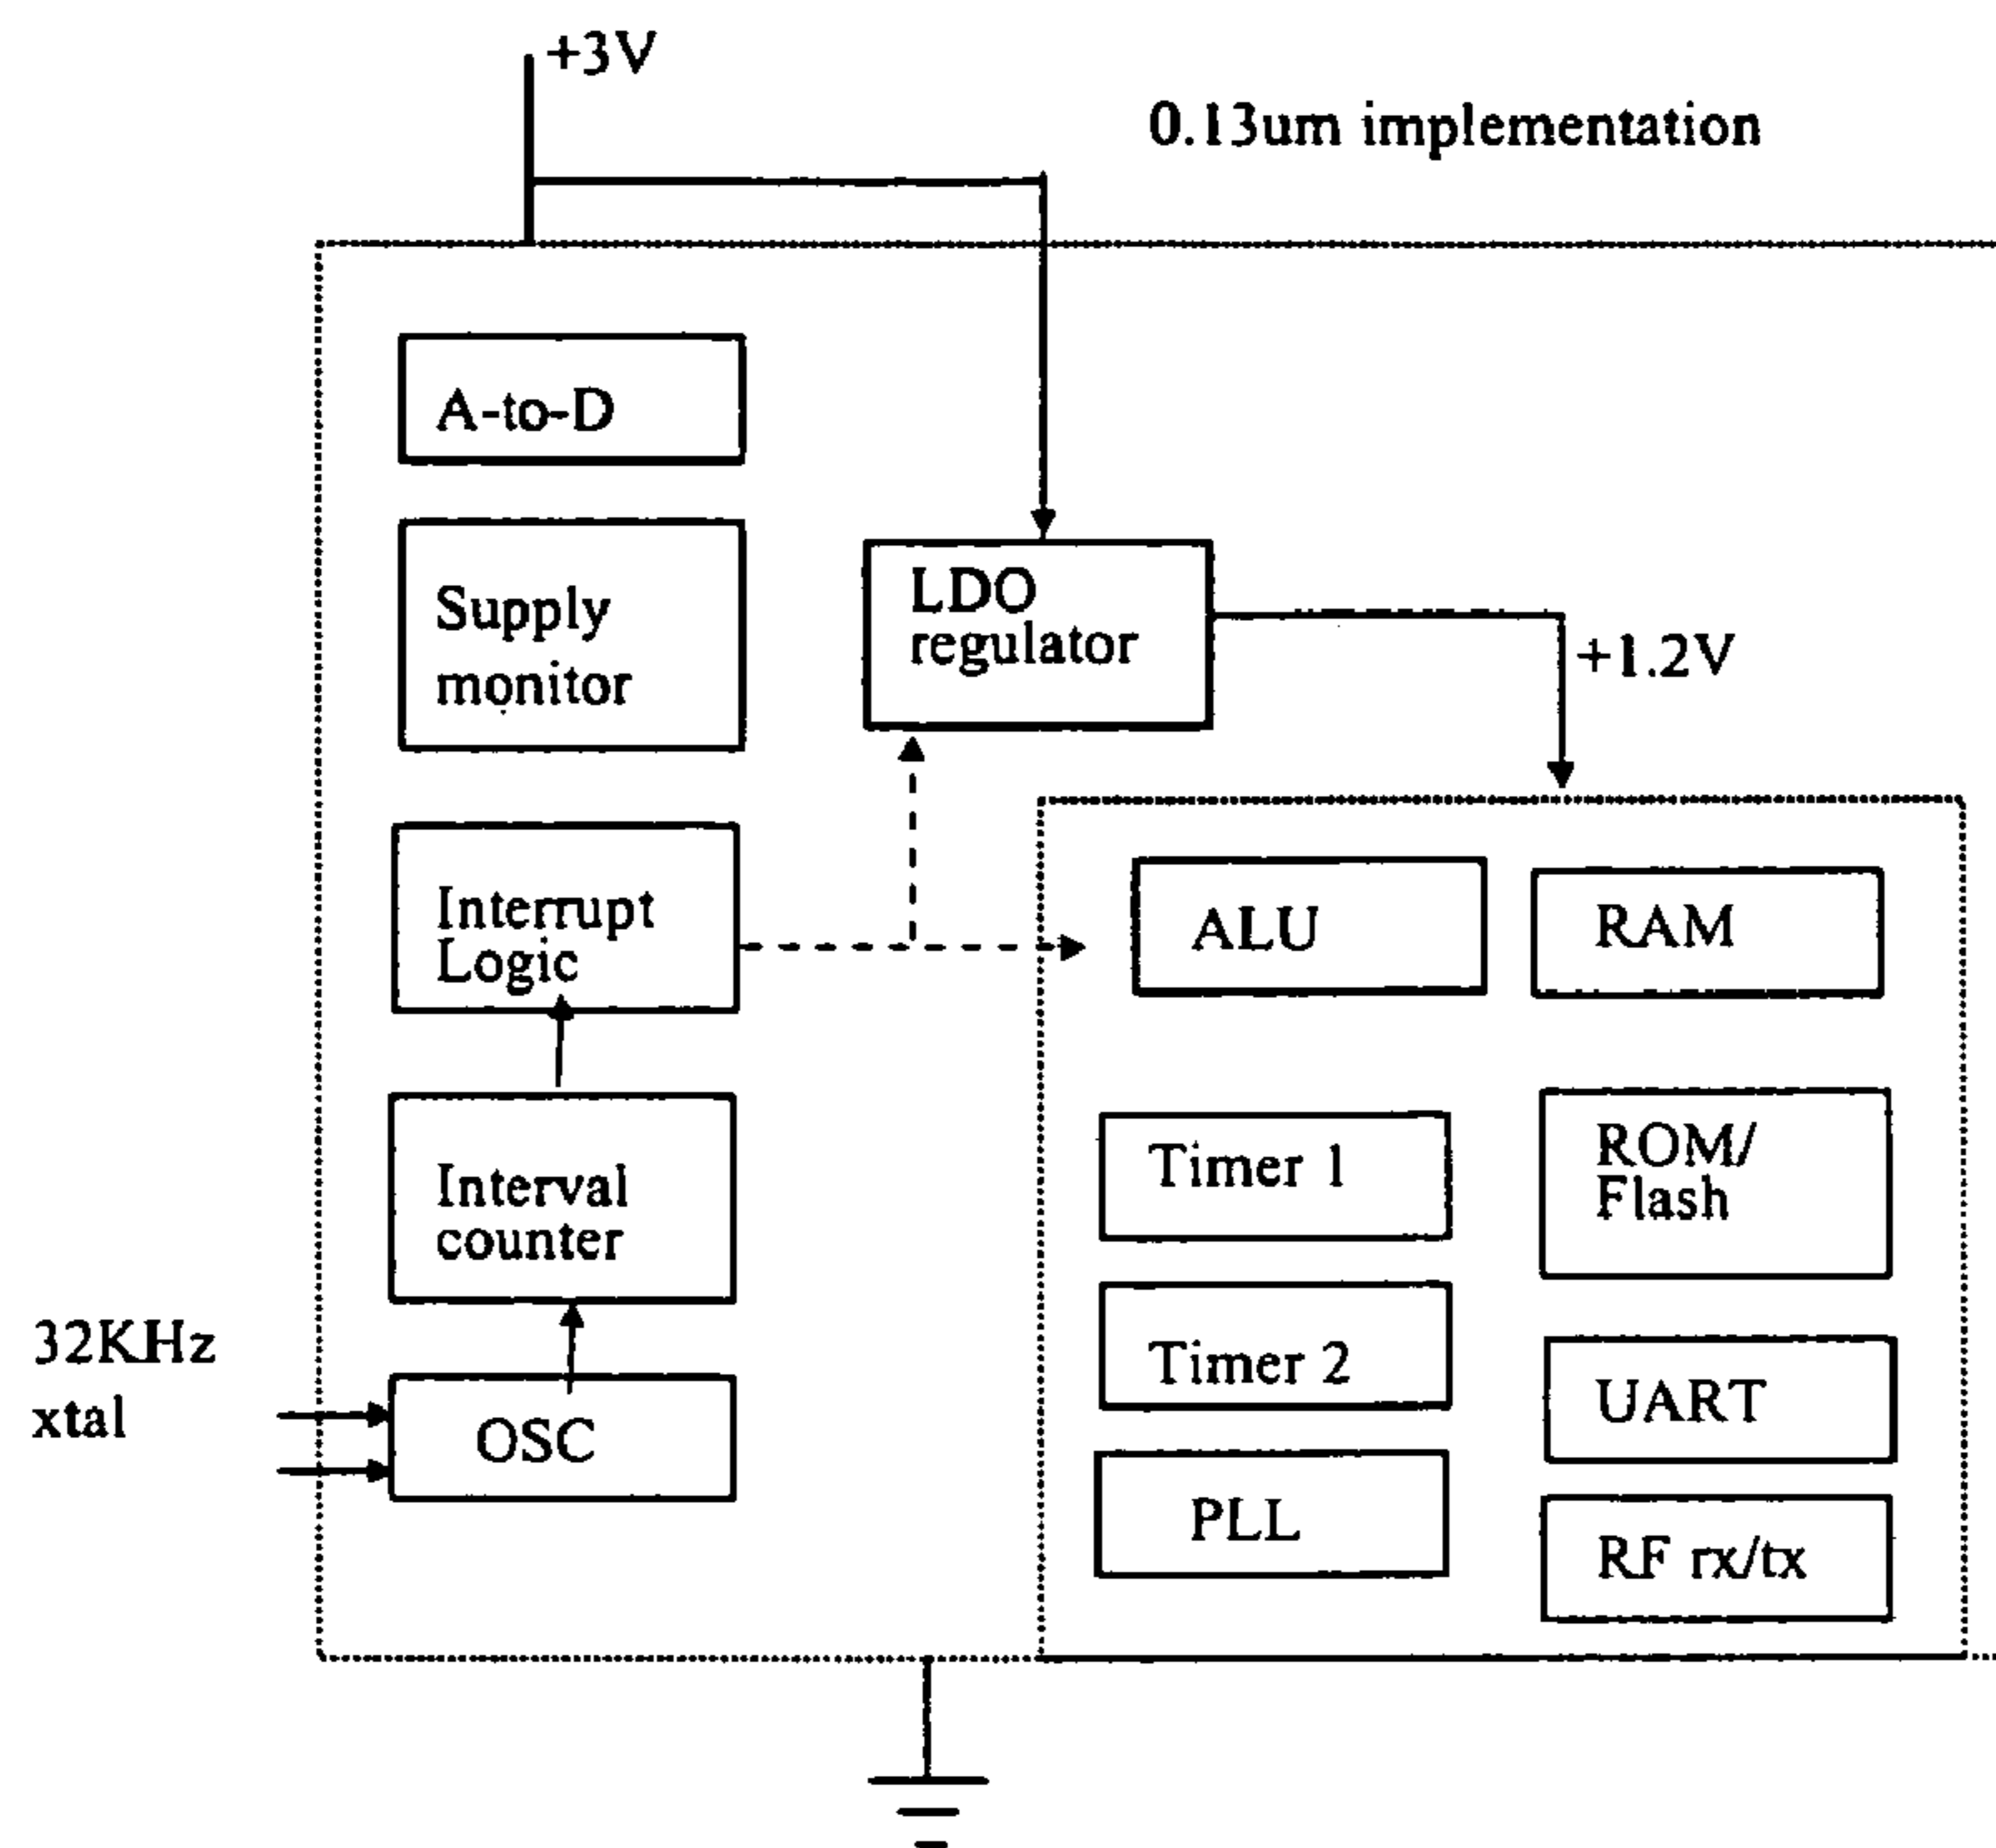 +3V
0.13um implementation
A-to-D
Supply
monitor
LDO
regulator
+1.2V
Interrupt
Logic
ALU
RAM
Interval
counter
Timer 1
ROM/
Flash
32KHz
xtal
OSC
Timer 2
UART
PLL
RF rx/tx